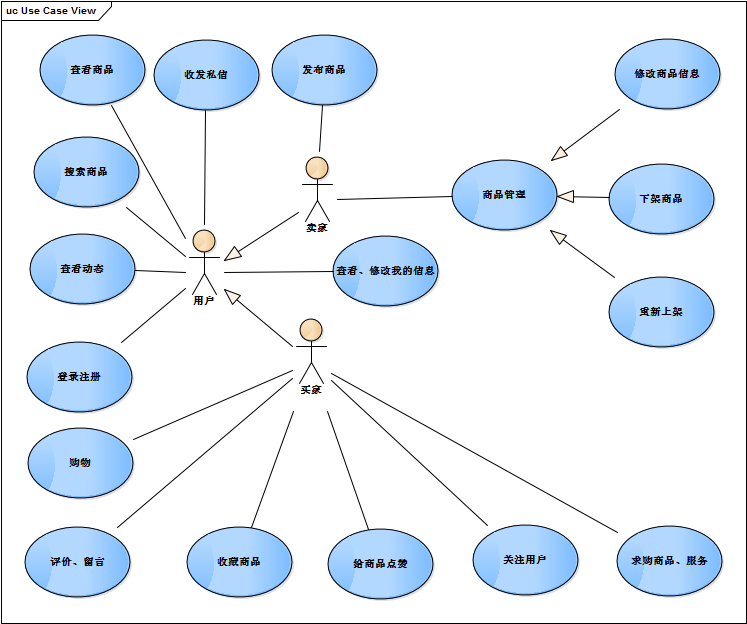 uc Use Case View
查看商品
收发私信
发布商品
修改商品信息
搜索商品
卖家
商品管理
下架商品
查看动态
用户
查看、修改我的信息
重新上架
登录注册
买家
购物
评价、留言
收藏商品
给商品点赞
关注用户
求购商品、服务